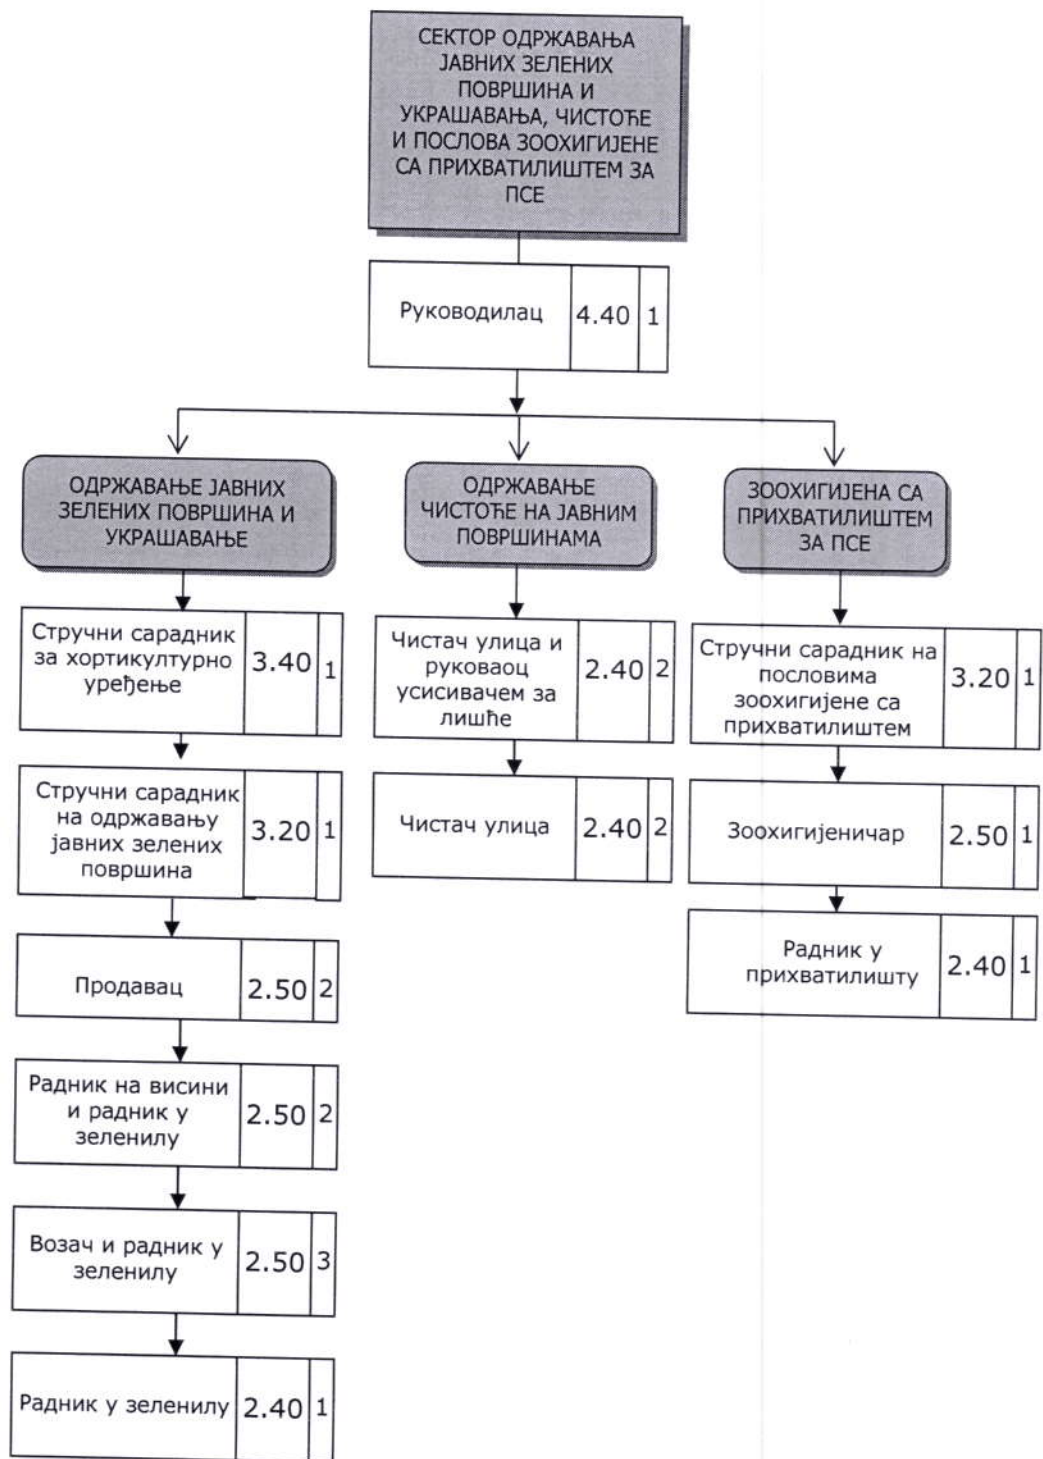 СЕКТОР ОДРЖАВАЊА
ЈАВНИХ ЗЕЛЕНИХ
ПОВРШИНА И
УКРАШАВАЊА, ЧИСТОЋЕ
И ПОСЛОВА ЗООХИГИЈЕНЕ
СА ПРИХВАТИЛИШТЕМ ЗА
ПСЕ
Руководилац 4.40 1
ОДРЖАВАЊЕ ЈАВНИХ
ЗЕЛЕНИХ ПОВРШИНА И
УКРАШАВАЊЕ
Стручни сарадник
за хортикултурно
уређење
3.40 1
Стручни сарадник
на одржавању
јавних зелених
површина
3.20 1
Продавац 2.50 2
Радник на висини
и радник у
зеленилу
2.50 2
Возач и радник у
зеленилу
2.50 3
Радник у зеленилу 2.40 1
ОДРЖАВАЊЕ
ЧИСТОЋЕ НА ЈАВНИМ
ПОВРШИНАМА
Чистач улица и
руковаоц
усисивачем за
лишће
2.40 2
Чистач улица 2.40 2
ЗООХИГИЈЕНА СА
ПРИХВАТИЛИШТЕМ
ЗА ПСЕ
Стручни сарадник на
пословима
зоохигијене са
прихватилиштем
3.20 1
Зоохигијеничар 2.50 1
Радник у
прихватилишту
2.40 1